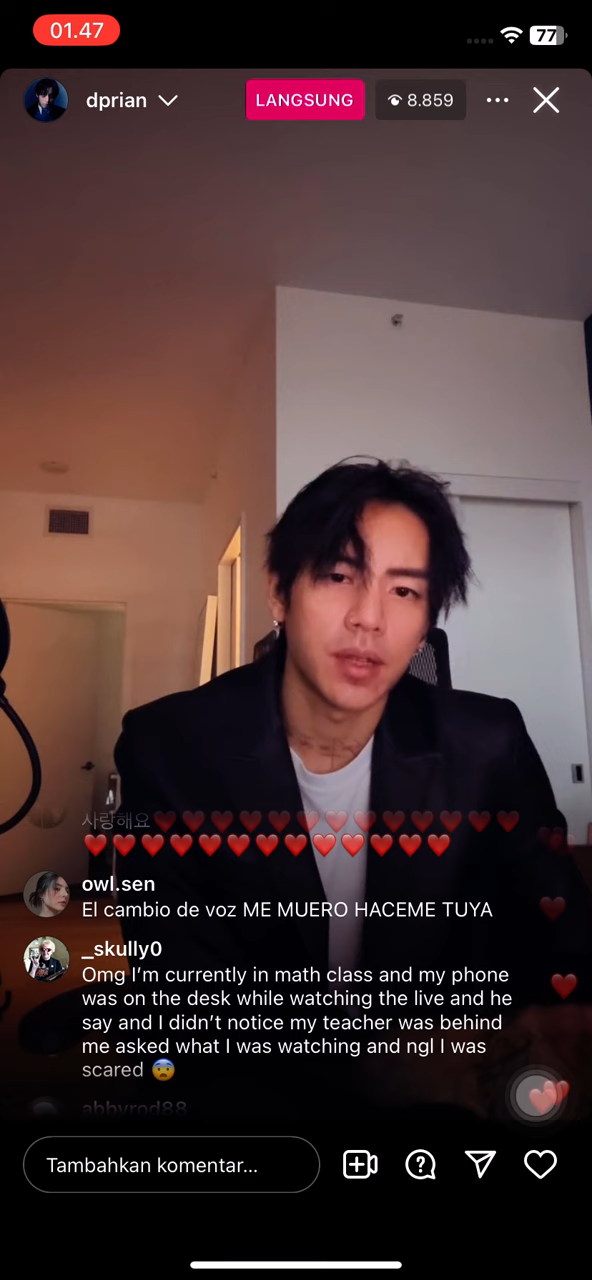 01.47
77
dprian
LANGSUNG
8.859
사랑해요❤️❤️❤️❤️❤️❤️❤️❤️❤️❤️❤️❤️❤️
❤️❤️❤️❤️❤️❤️❤️❤️❤️❤️❤️❤️❤️
owl.sen
El cambio de voz ME MUERO HACEME TUYA
_skully0
Omg I’m currently in math class and my phone
was on the desk while watching the live and he
say and I didn’t notice my teacher was behind
me asked what I was watching and ngl I was
scared 😨
abbyrod88
Tambahkan komentar...